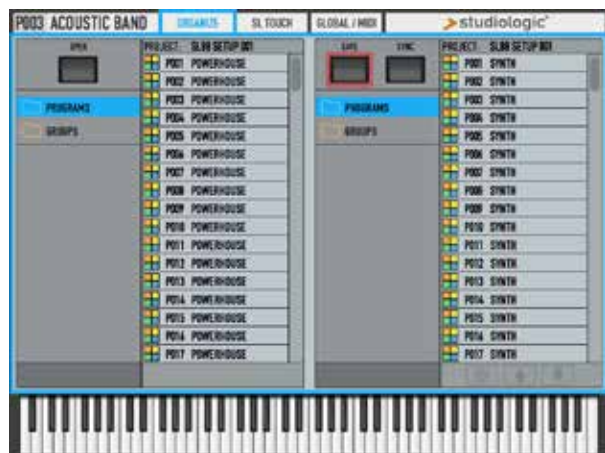 P003 ACOUSTIC BAND
ORGANIZE
SL TOUCH
GLOBAL / MIDI
studiologic
OPEN
PROJECT: SL88 SETUP 001
P001 POWERHOUSE
P002 POWERHOUSE
P003 POWERHOUSE
P004 POWERHOUSE
P005 POWERHOUSE
P006 POWERHOUSE
P007 POWERHOUSE
P008 POWERHOUSE
P009 POWERHOUSE
P010 POWERHOUSE
P011 POWERHOUSE
P012 POWERHOUSE
P013 POWERHOUSE
P014 POWERHOUSE
P015 POWERHOUSE
P016 POWERHOUSE
P017 POWERHOUSE
PROGRAMS
GROUPS
SAVE
SYNC
PROJECT: SL88 SETUP 001
P001 SYNTH
P002 SYNTH
P003 SYNTH
P004 SYNTH
P005 SYNTH
P006 SYNTH
P007 SYNTH
P008 SYNTH
P009 SYNTH
P010 SYNTH
P011 SYNTH
P012 SYNTH
P013 SYNTH
P014 SYNTH
P015 SYNTH
P016 SYNTH
P017 SYNTH
PROGRAMS
GROUPS